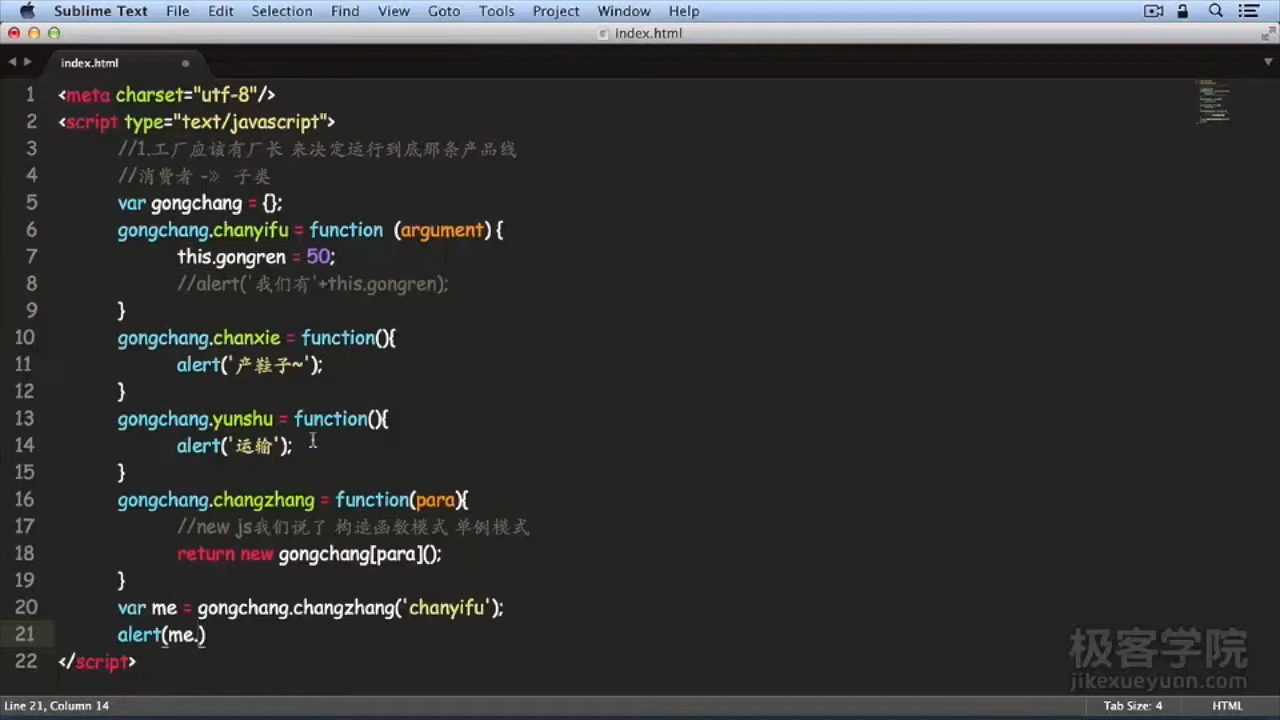 Sublime Text File Edit Selection Find View Goto Tools Project Window Help
index.html
index.html
1 <meta charset="utf-8"/>
2 <script type="text/javascript">
3 //1.工厂应该有厂长 来决定运行到底那条产品线
4 //消费者 -》 子类
5 var gongchang = {};
6 gongchang.chanyifu = function (argument) {
7 this.gongren = 50;
8 //alert('我们有'+this.gongren);
9 }
10 gongchang.chanxie = function(){
11 alert('产鞋子~');
12 }
13 gongchang.yunshu = function(){
14 alert('运输');
15 }
16 gongchang.changzhang = function(para){
17 //new js我们说了 构造函数模式 单例模式
18 return new gongchang[para]();
19 }
20 var me = gongchang.changzhang('chanyifu');
21 alert(me.)
22 </script>
极客学院
jikexueyuan.com
Line 21, Column 14 Tab Size: 4 HTML